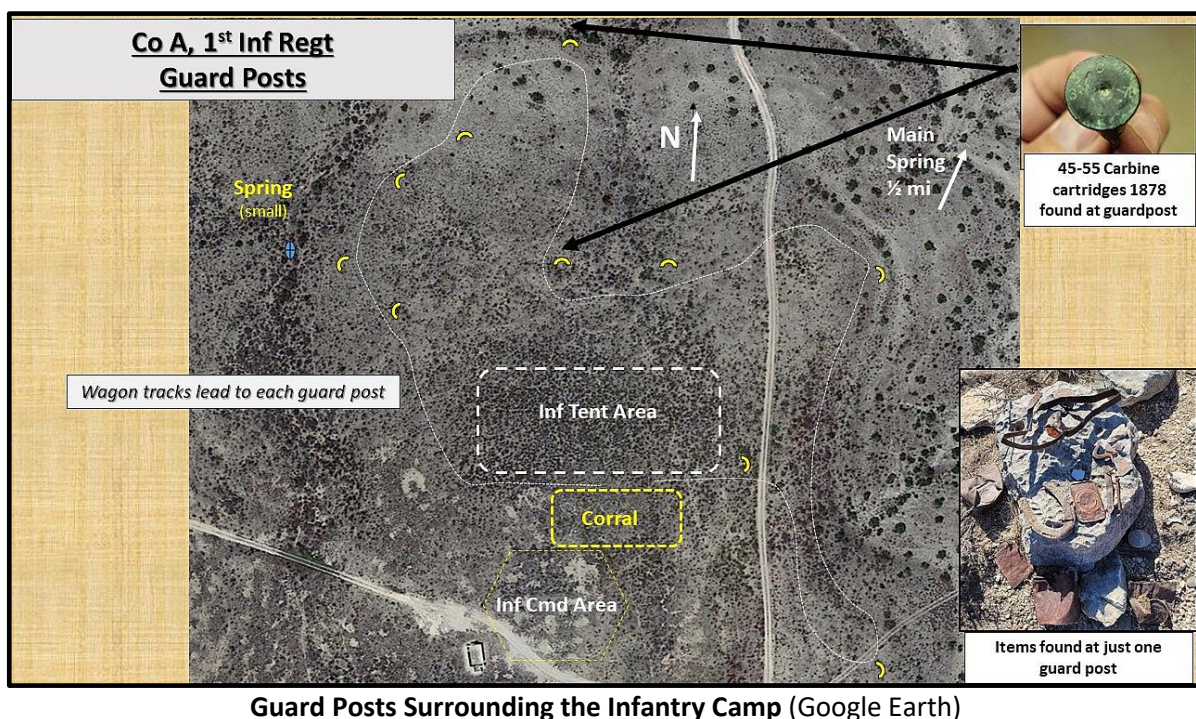 Co A, 1st Inf Regt
Guard Posts
N
Main
Spring
½ mi
45-55 Carbine
cartridges 1878
found at guardpost
Spring
(small)
Wagon tracks lead to each guard post
Inf Tent Area
Corral
Inf Cmd Area
Items found at just one
guard post
Guard Posts Surrounding the Infantry Camp (Google Earth)